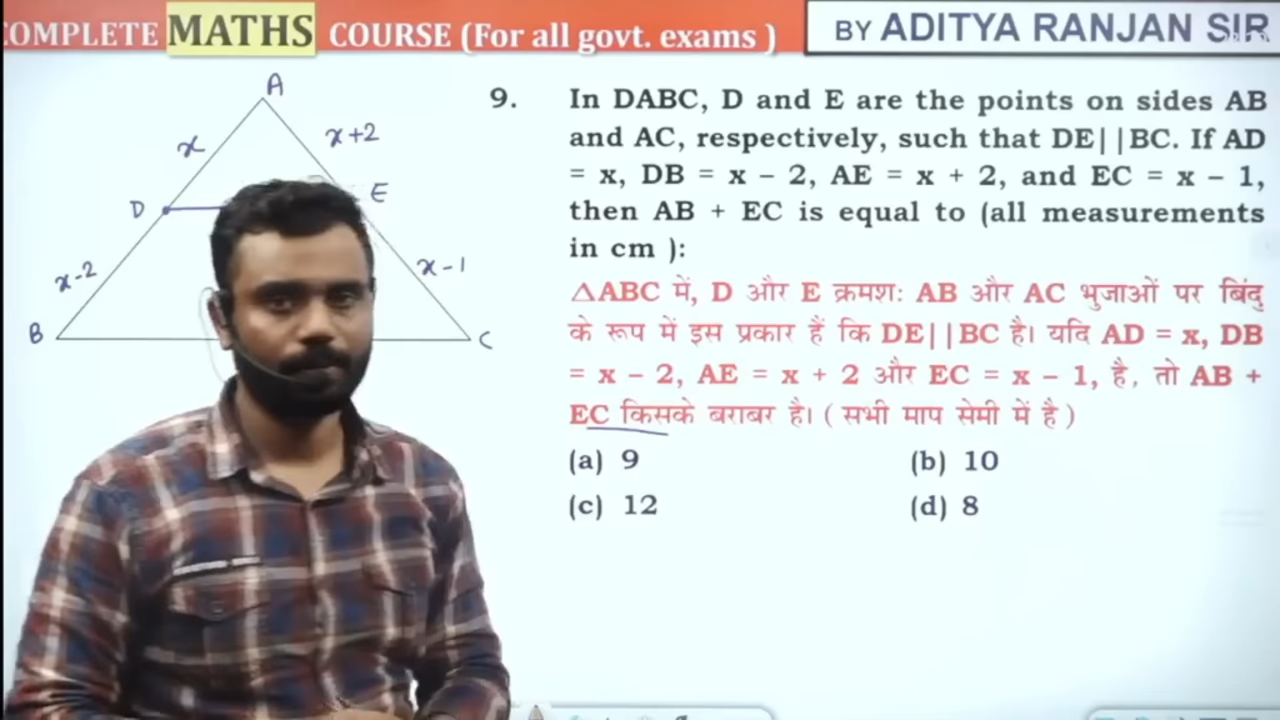 COMPLETE MATHS COURSE (For all govt. exams )
BY ADITYA RANJAN SIR
A
x
x+2
D
E
x-2
x-1
B
C
9. In DABC, D and E are the points on sides AB
and AC, respectively, such that DE||BC. If AD
= x, DB = x − 2, AE = x + 2, and EC = x − 1,
then AB + EC is equal to (all measurements
in cm ):
△ABC में, D और E क्रमशः AB और AC भुजाओं पर बिंदु
के रूप में इस प्रकार हैं कि DE||BC है। यदि AD = x, DB
= x − 2, AE = x + 2 और EC = x − 1, है, तो AB +
EC किसके बराबर है। ( सभी माप सेमी में है )
(a) 9 (b) 10
(c) 12 (d) 8